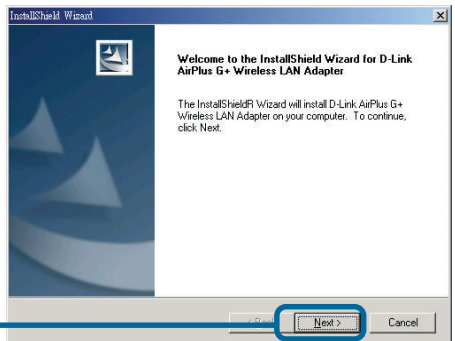 InstallShield Wizard
Welcome to the InstallShield Wizard for D-Link
AirPlus G+ Wireless LAN Adapter
The InstallShieldR Wizard will install D-Link AirPlus G+
Wireless LAN Adapter on your computer. To continue,
click Next.
Next > Cancel